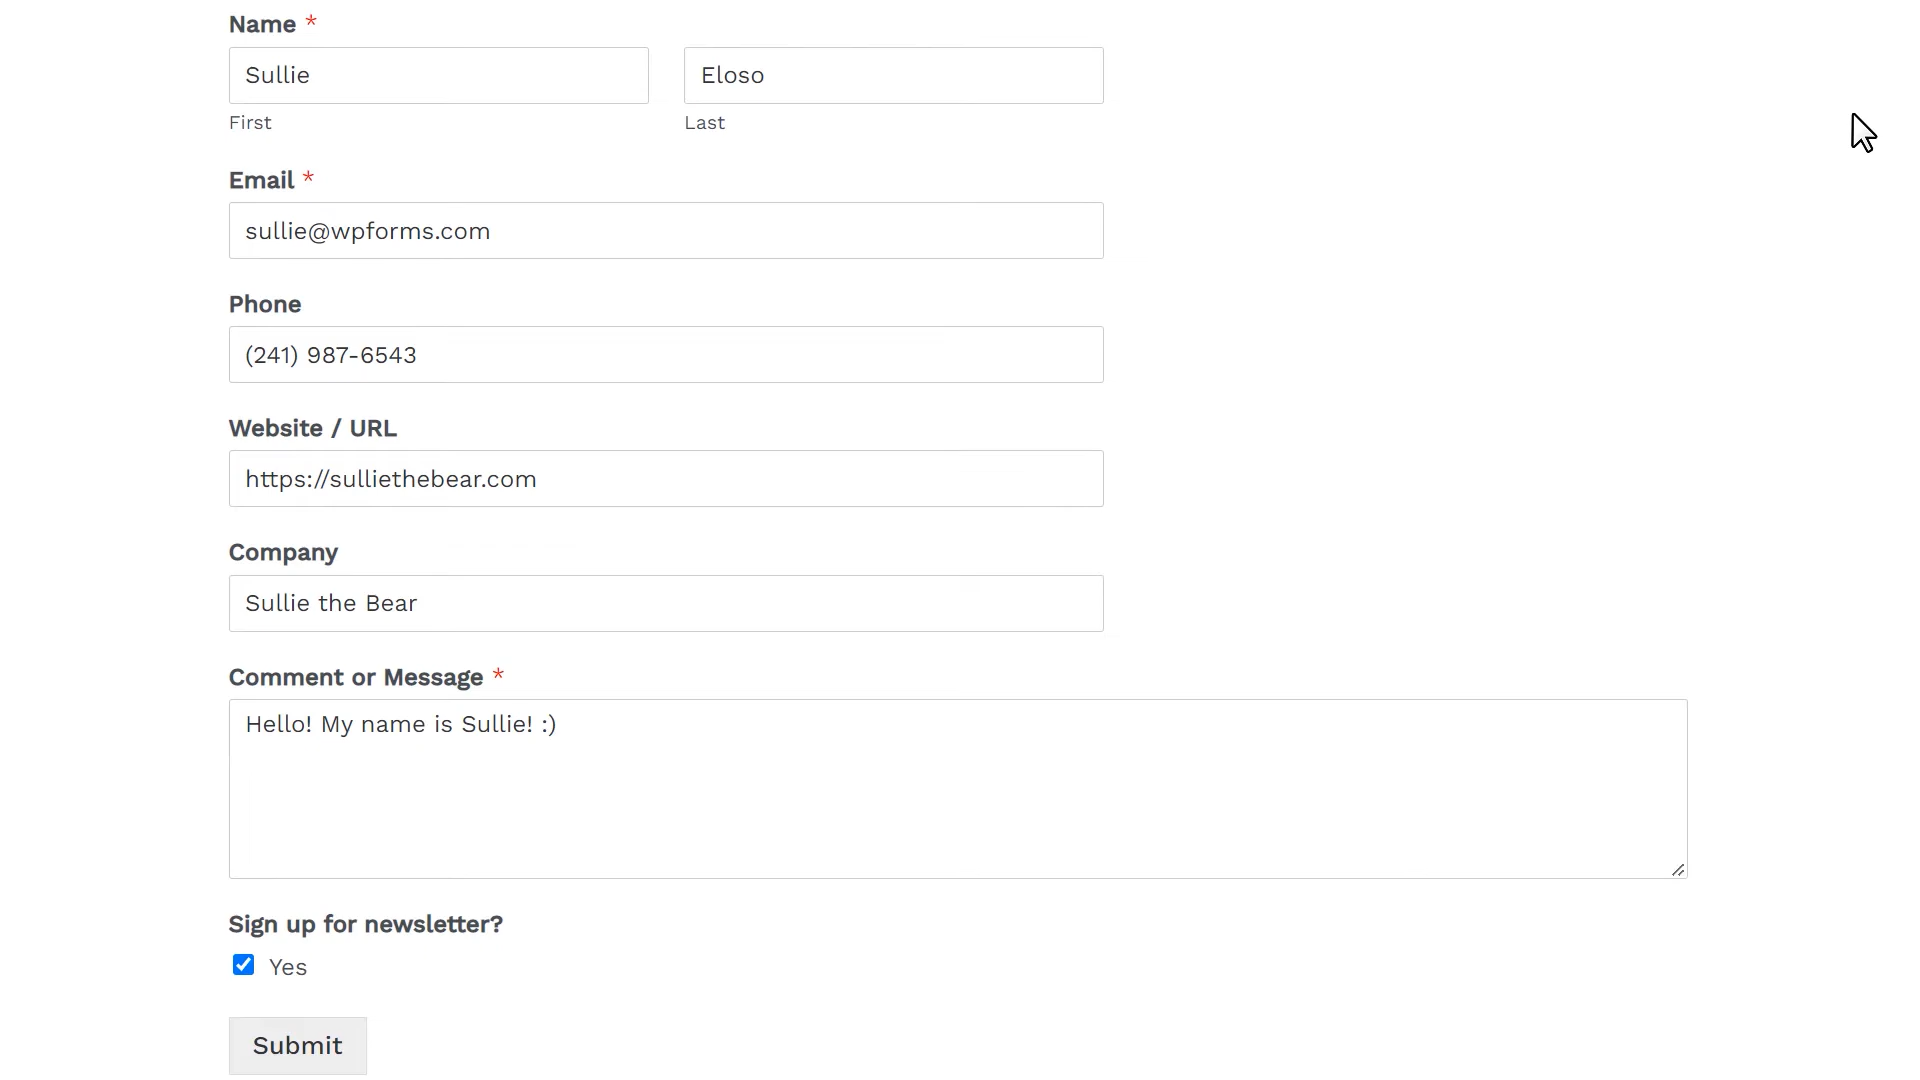 Name *
Sullie
Eloso
First
Last
Email *
sullie@wpforms.com
Phone
(241) 987-6543
Website / URL
https://sulliethebear.com
Company
Sullie the Bear
Comment or Message *
Hello! My name is Sullie! :)
Sign up for newsletter?
Yes
Submit